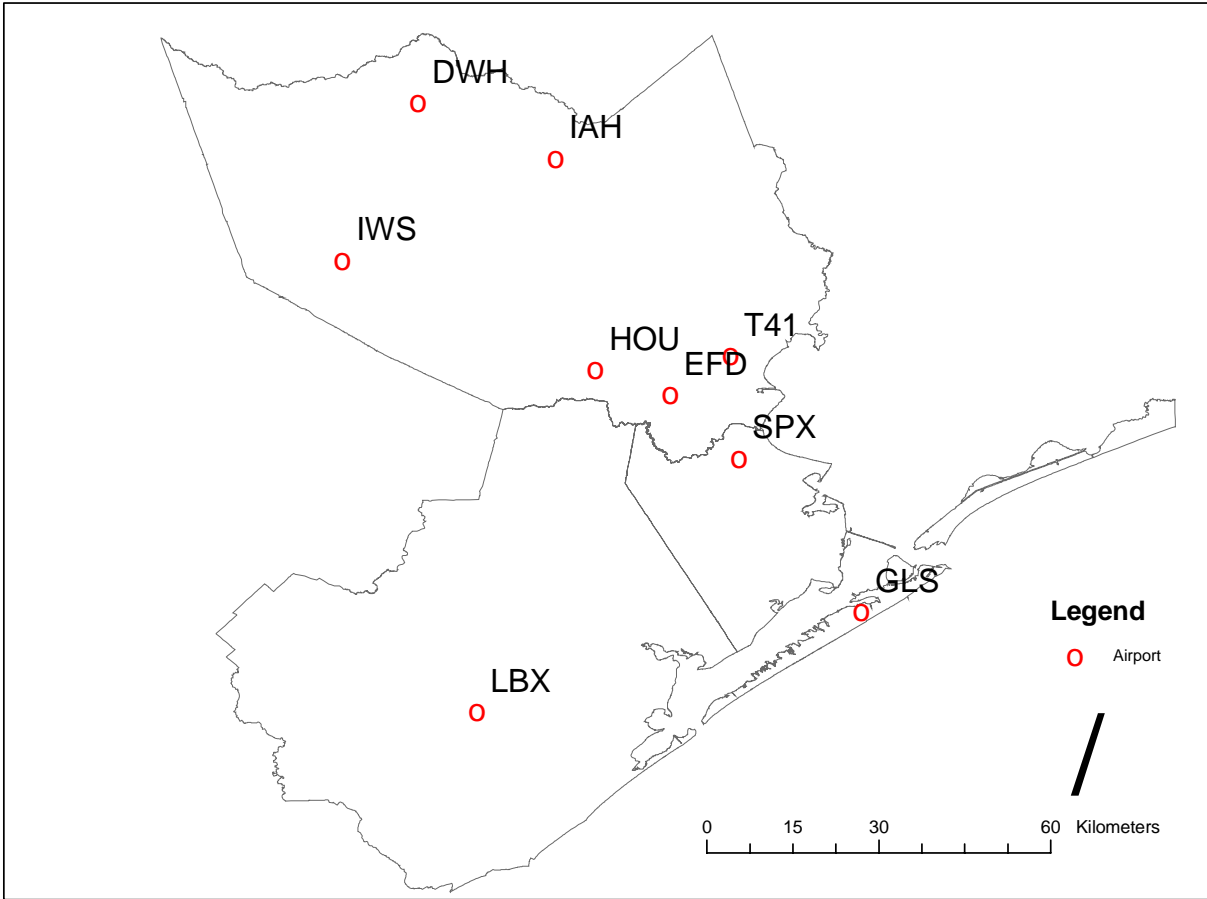 DWH
IAH
IWS
T41
HOU
EFD
SPX
GLS
Legend
Airport
LBX
0 15 30 60 Kilometers